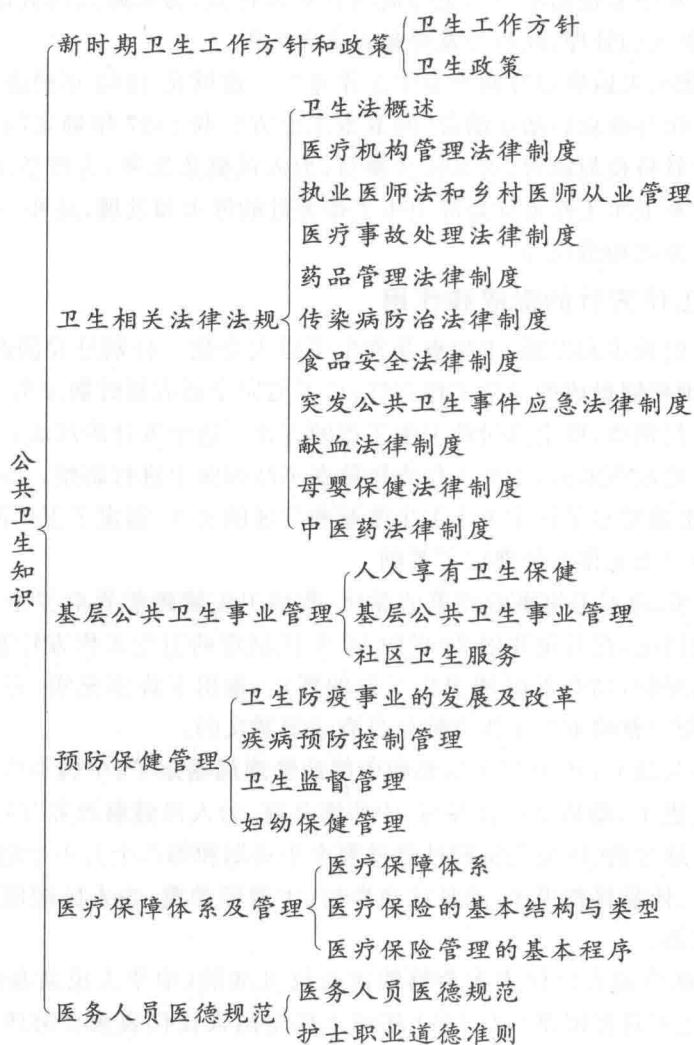 公共卫生知识
新时期卫生工作方针和政策
卫生工作方针
卫生政策
卫生相关法律法规
卫生法概述
医疗机构管理法律制度
执业医师法和乡村医师从业管理
医疗事故处理法律制度
药品管理法律制度
传染病防治法律制度
食品安全法律制度
突发公共卫生事件应急法律制度
献血法律制度
母婴保健法律制度
中医药法律制度
基层公共卫生事业管理
人人享有卫生保健
基层公共卫生事业管理
社区卫生服务
预防保健管理
卫生防疫事业的发展及改革
疾病预防控制管理
卫生监督管理
妇幼保健管理
医疗保障体系及管理
医疗保障体系
医疗保险的基本结构与类型
医疗保险管理的基本程序
医务人员医德规范
医务人员医德规范
护士职业道德准则